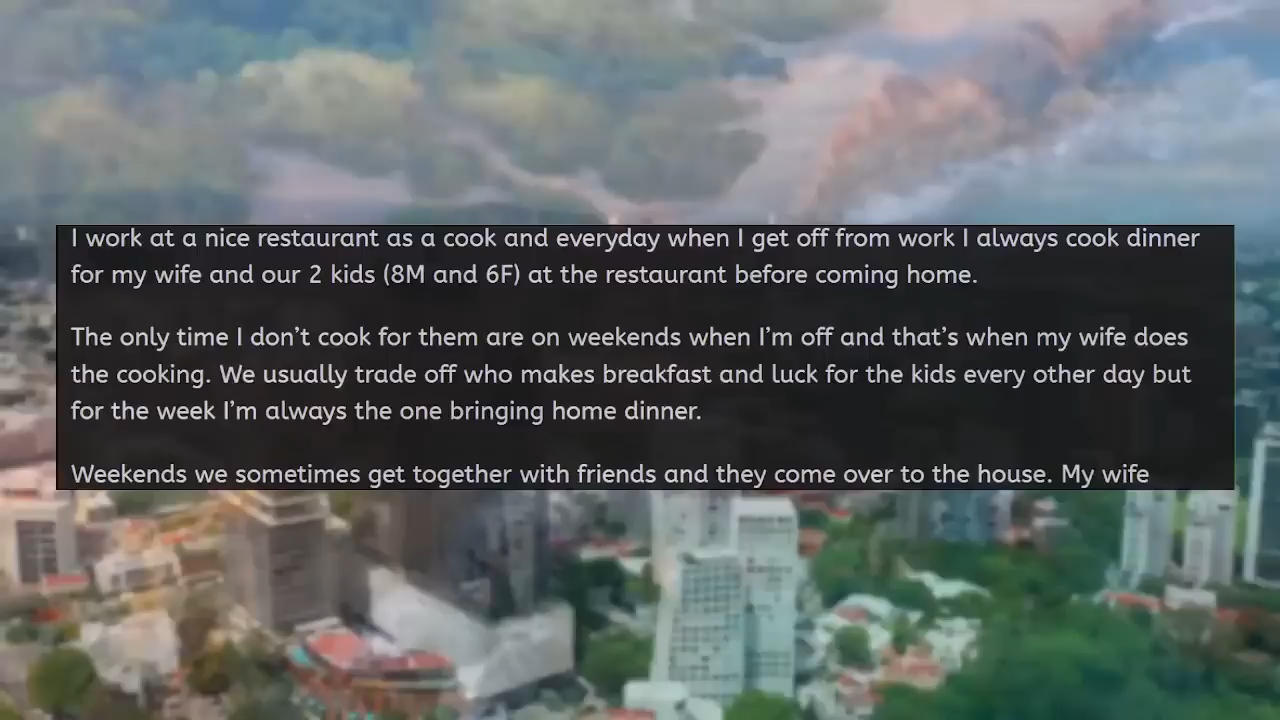 I work at a nice restaurant as a cook and everyday when I get off from work I always cook dinner
for my wife and our 2 kids (8M and 6F) at the restaurant before coming home.
The only time I don’t cook for them are on weekends when I’m off and that’s when my wife does
the cooking. We usually trade off who makes breakfast and luck for the kids every other day but
for the week I’m always the one bringing home dinner.
Weekends we sometimes get together with friends and they come over to the house. My wife